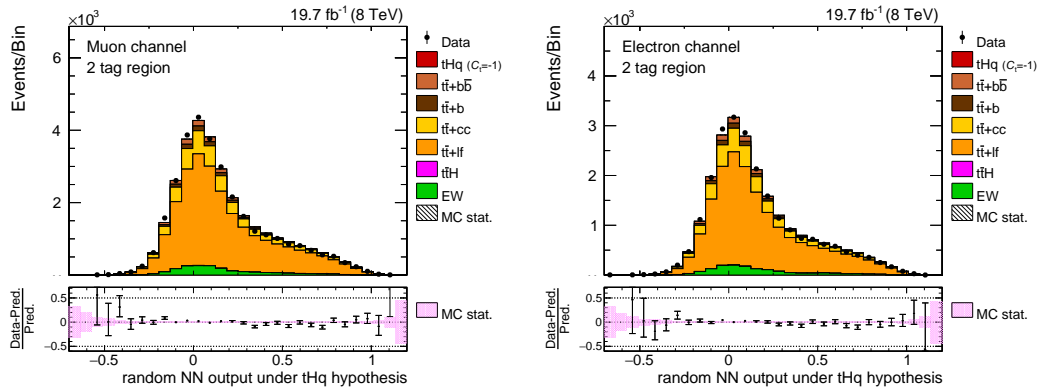 ×10³
19.7 fb⁻¹ (8 TeV)
Events/Bin
6
4
2
Muon channel
2 tag region
Data
tHq (Cₜ=-1)
tt̄+bb̄
tt̄+b
tt̄+cc
tt̄+lf
tt̄H
EW
MC stat.
Data-Pred
Pred.
0.5
0
−0.5
MC stat.
−0.5 0 0.5 1
random NN output under tHq hypothesis
×10³
19.7 fb⁻¹ (8 TeV)
Events/Bin
5
4
3
2
1
Electron channel
2 tag region
Data
tHq (Cₜ=-1)
tt̄+bb̄
tt̄+b
tt̄+cc
tt̄+lf
tt̄H
EW
MC stat.
Data-Pred
Pred.
0.5
0
−0.5
MC stat.
−0.5 0 0.5 1
random NN output under tHq hypothesis